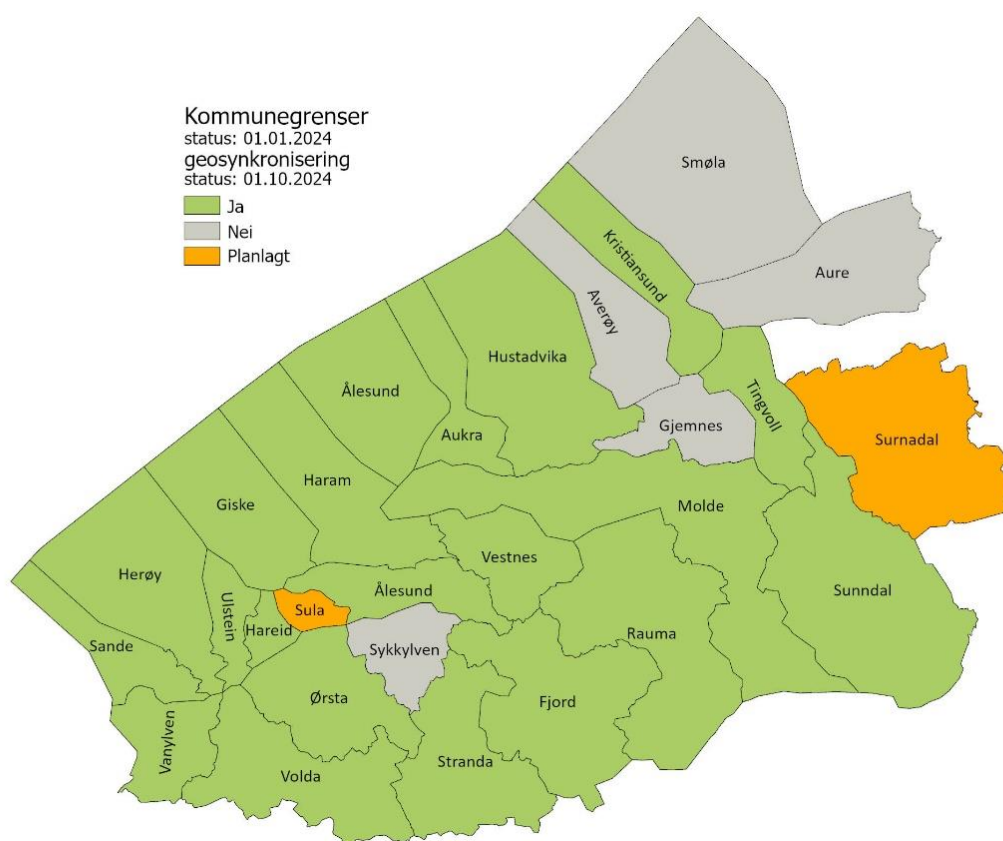 Kommunegrenser
status: 01.01.2024
geosynkronisering
status: 01.10.2024
Ja
Nei
Planlagt
Smøla
Kristiansund
Aure
Averøy
Hustadvika
Tingvoll
Ålesund
Gjemnes
Aukra
Surnadal
Haram
Giske
Molde
Vestnes
Herøy
Ålesund
Sunndal
Ulstein
Sula
Hareid
Rauma
Sande
Sykkylven
Ørsta
Fjord
Vanylven
Stranda
Volda